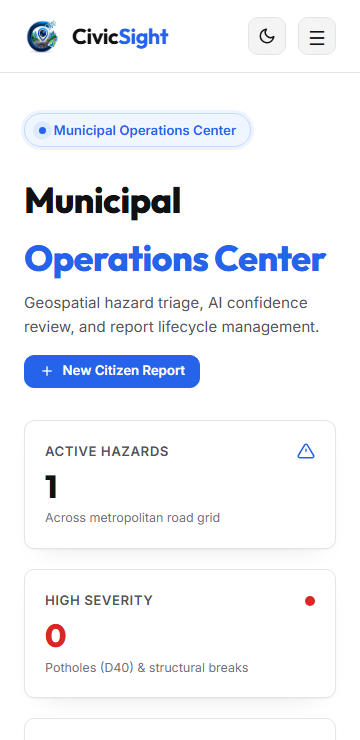 CivicSight
Municipal Operations Center
Municipal
Operations Center
Geospatial hazard triage, AI confidence
review, and report lifecycle management.
+ New Citizen Report
ACTIVE HAZARDS
1
Across metropolitan road grid
HIGH SEVERITY
0
Potholes (D40) & structural breaks